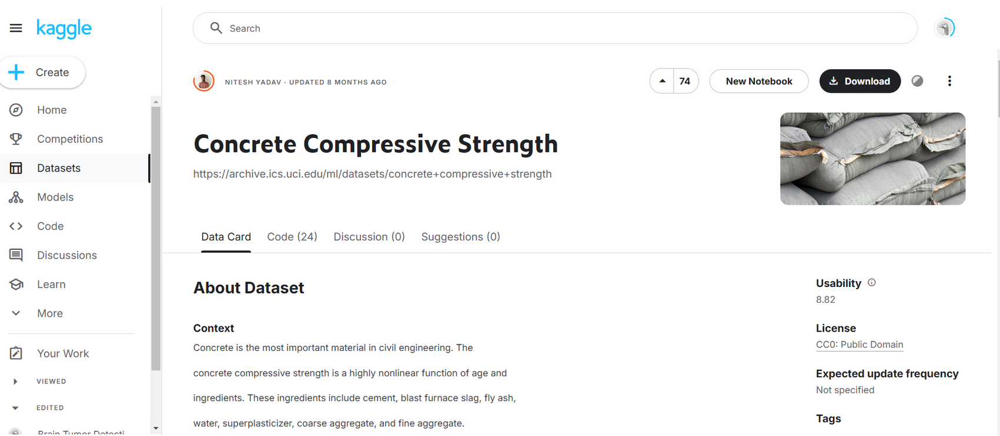 kaggle
Search
Create
Home
Competitions
Datasets
Models
Code
Discussions
Learn
More
Your Work
VIEWED
EDITED
Brain Tumor Detecti
NITESH YADAV · UPDATED 8 MONTHS AGO
74
New Notebook
Download
Concrete Compressive Strength
https://archive.ics.uci.edu/ml/datasets/concrete+compressive+strength
Data Card
Code (24)
Discussion (0)
Suggestions (0)
About Dataset
Context
Concrete is the most important material in civil engineering. The
concrete compressive strength is a highly nonlinear function of age and
ingredients. These ingredients include cement, blast furnace slag, fly ash,
water, superplasticizer, coarse aggregate, and fine aggregate.
Usability
8.82
License
CC0: Public Domain
Expected update frequency
Not specified
Tags